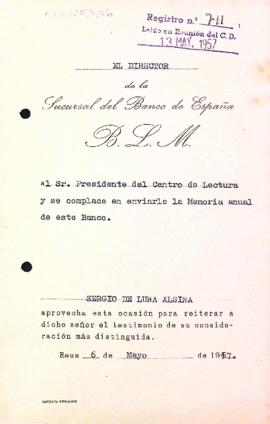 Registro n.º 711
Leido en Reunión del C.D.
13 MAY. 1957
EL DIRECTOR
de la
Sucursal del Banco de España
B. L. M.
al Sr. Presidente del Centro de Lectura
y se complace en enviarle la Memoria anual
de este Banco.
SERGIO DE LUNA ALSINA
aprovecha esta ocasión para reiterar a
dicho señor el testimonio de su conside-
ración más distinguida.
Reus 6 de Mayo de 1957.